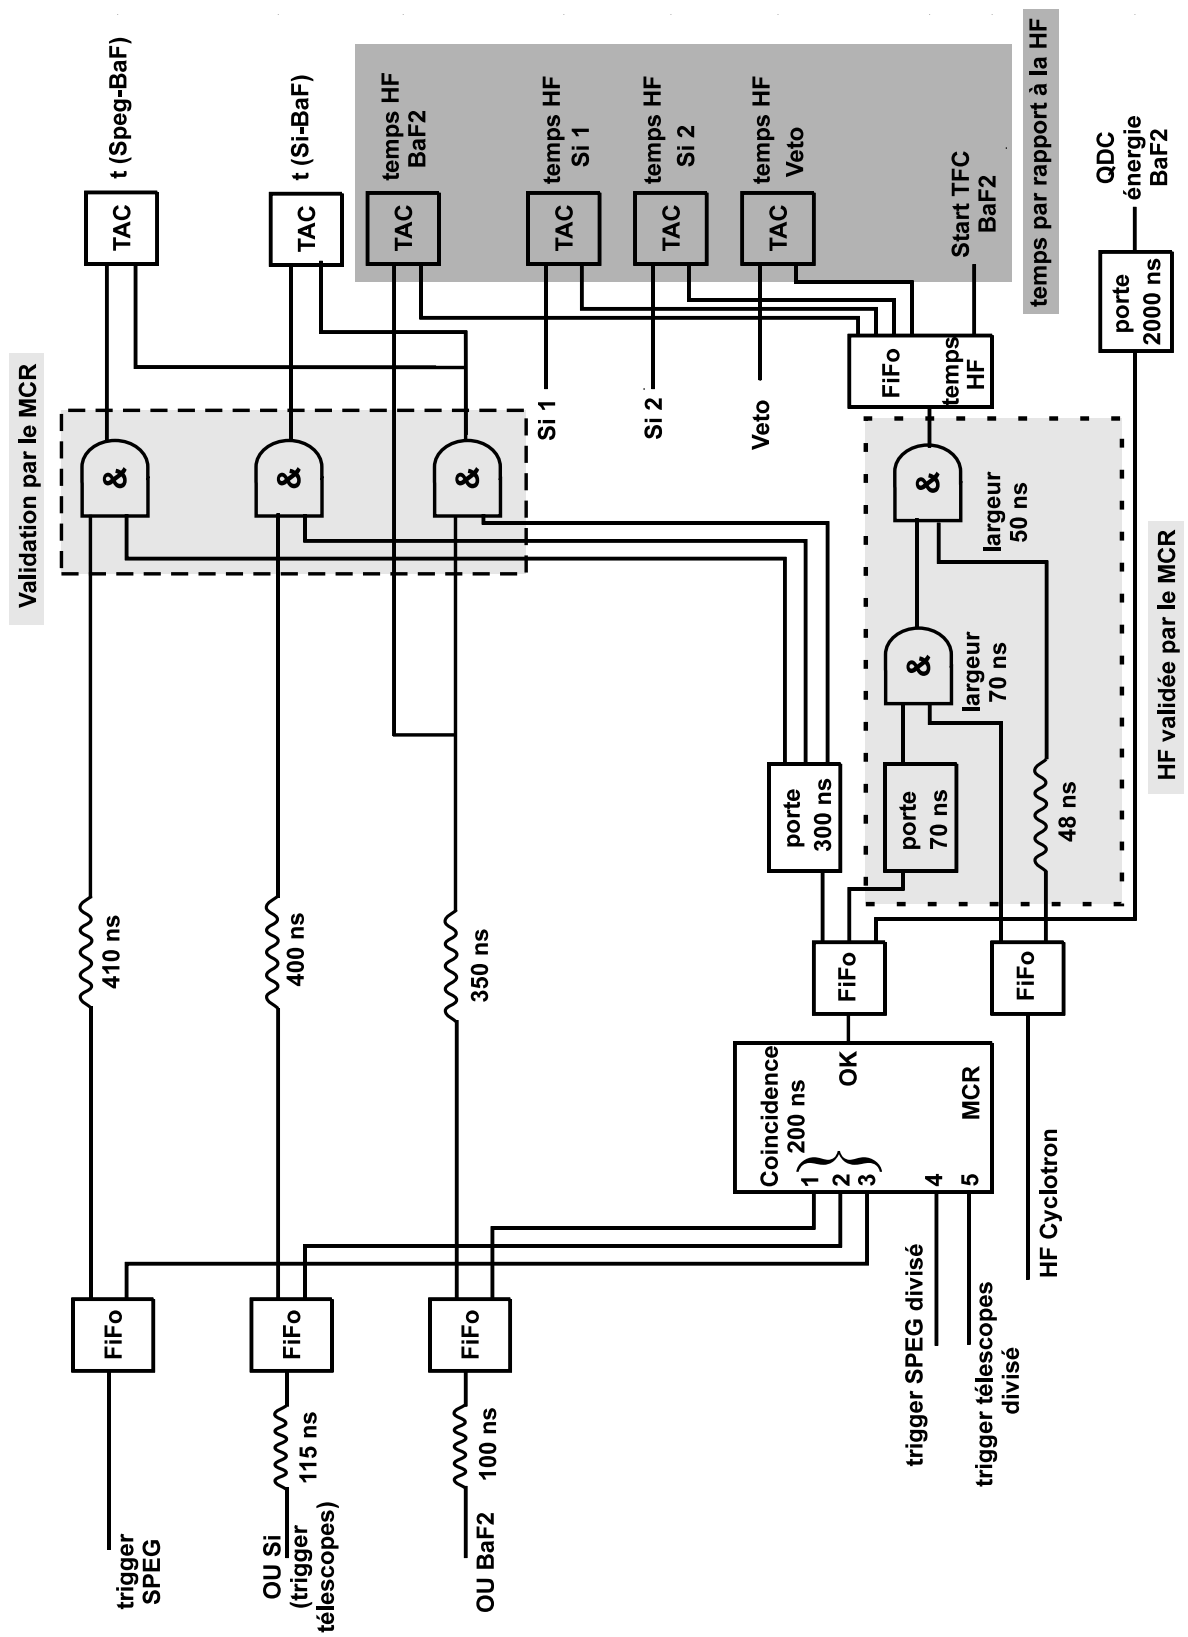 trigger
SPEG
FiFo
410 ns
Validation par le MCR
&
TAC
t (Speg-BaF)
OU Si
(trigger
télescopes)
115 ns
FiFo
400 ns
&
TAC
t (Si-BaF)
OU BaF2
100 ns
FiFo
350 ns
&
TAC
temps HF
BaF2
Si 1
TAC
temps HF
Si 1
Si 2
TAC
temps HF
Si 2
Veto
TAC
temps HF
Veto
Coincidence
200 ns
1
2
3
4
5
OK
MCR
trigger SPEG divisé
trigger télescopes
divisé
HF Cyclotron
FiFo
FiFo
porte
300 ns
porte
70 ns
48 ns
&
largeur
70 ns
&
largeur
50 ns
HF validée par le MCR
FiFo
temps
HF
Start TFC
BaF2
temps par rapport à la HF
porte
2000 ns
QDC
énergie
BaF2